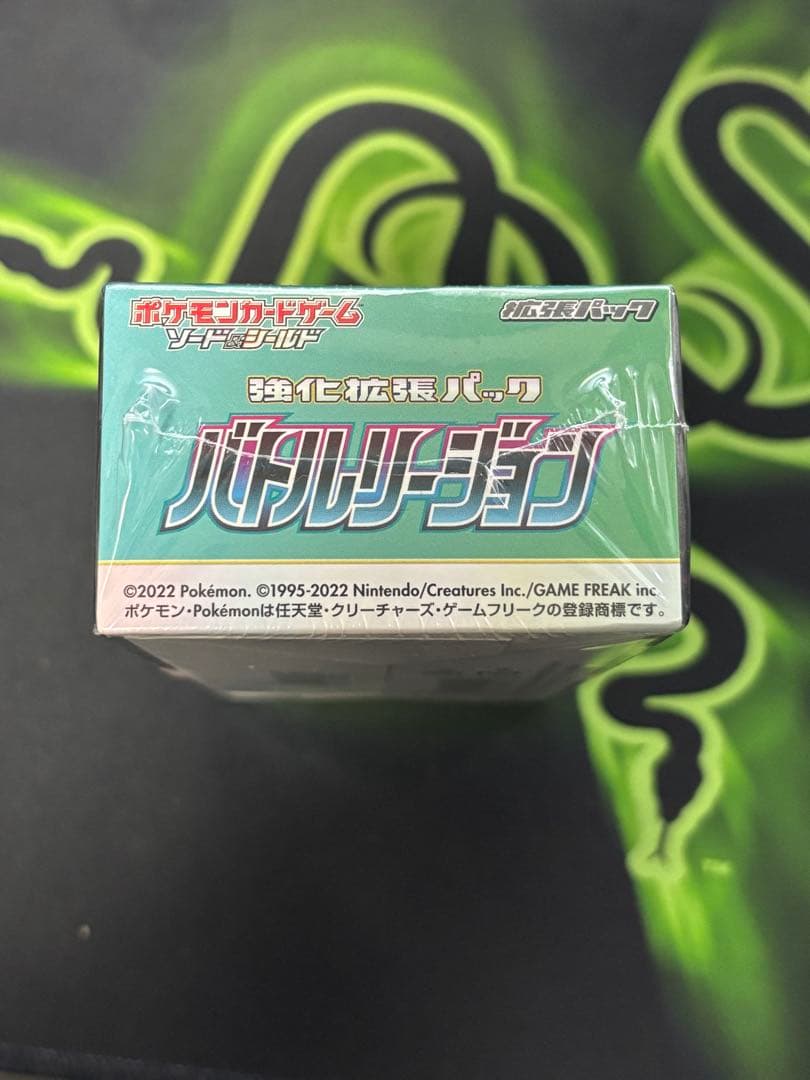 ポケモンカードゲーム 拡張パック
ソード&シールド
強化拡張パック
バトルリージョン
©2022 Pokémon. ©1995-2022 Nintendo/Creatures Inc./GAME FREAK inc.
ポケモン・Pokémonは任天堂・クリーチャーズ・ゲームフリークの登録商標です。